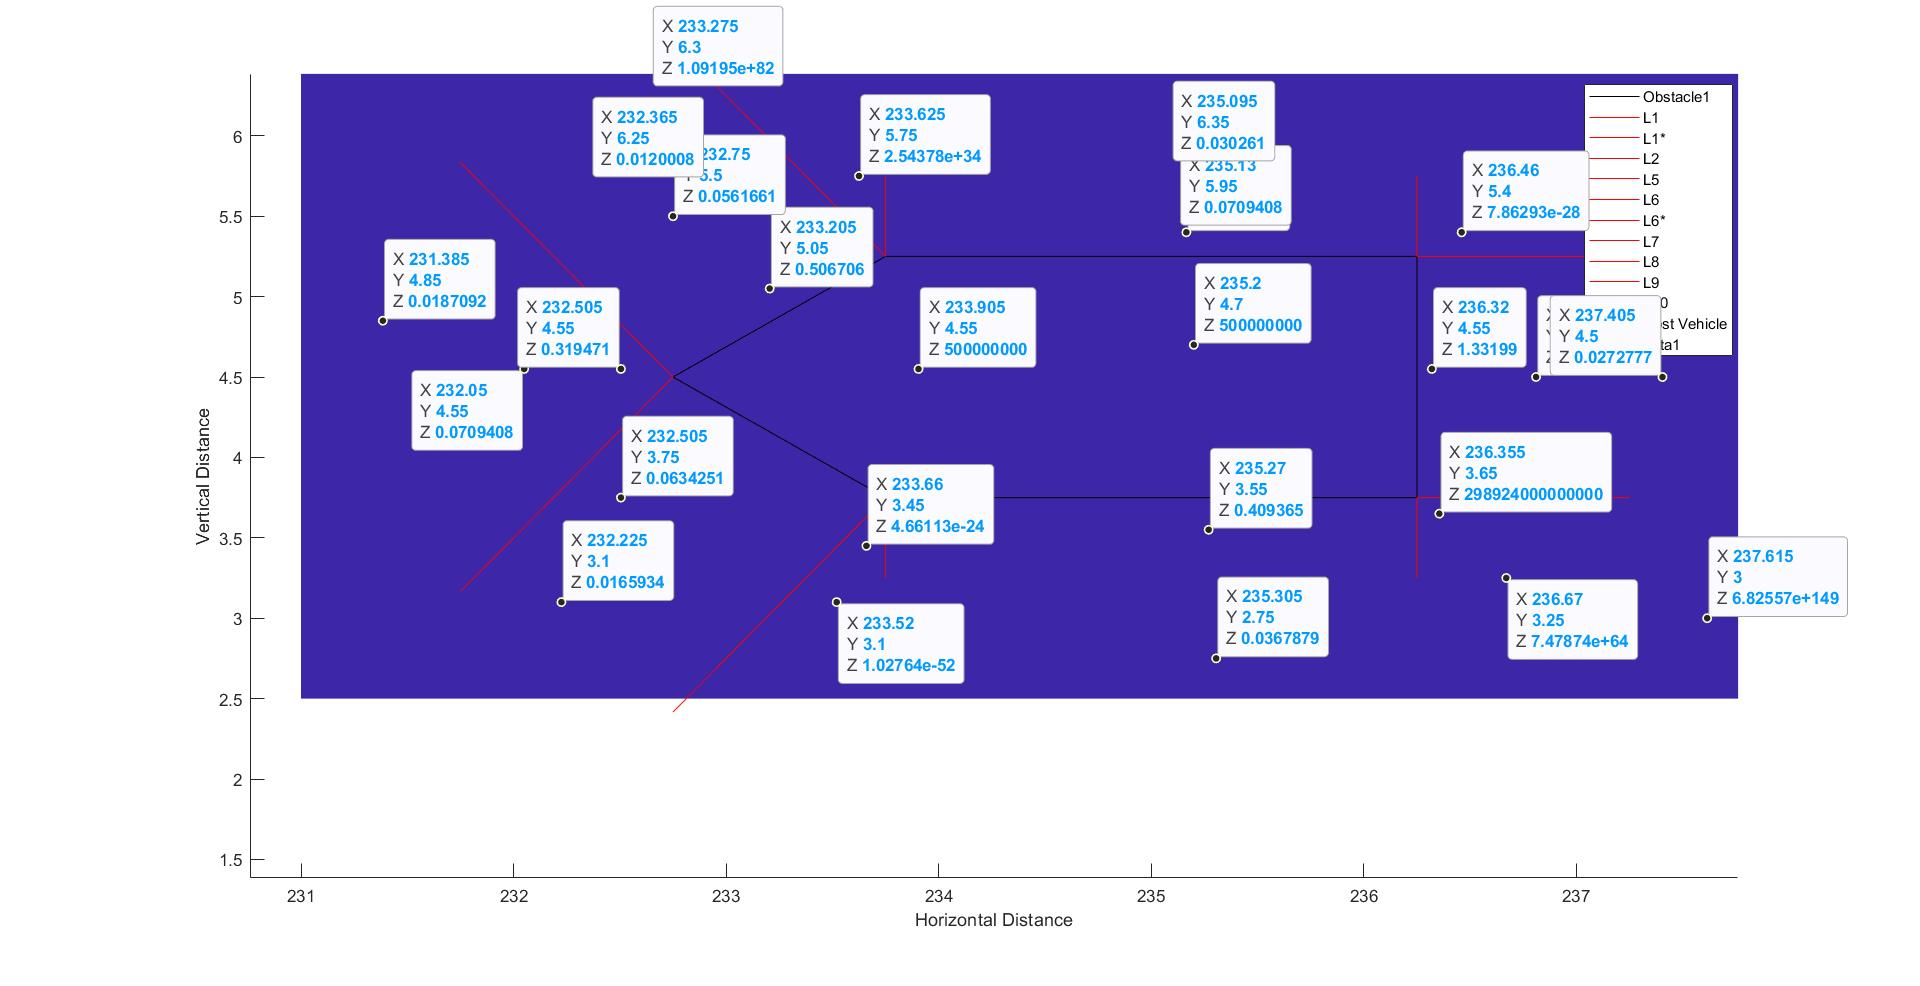 X 233.275
Y 6.3
Z 1.09195e+82
X 232.365
Y 6.25
Z 0.0120008
232.75
5.5
Z 0.0561661
X 233.625
Y 5.75
Z 2.54378e+34
X 235.095
Y 6.35
Z 0.030261
X 235.13
Y 5.95
Z 0.0709408
X 236.46
Y 5.4
Z 7.86293e-28
Obstacle1
L1
L1*
L2
L5
L6
L6*
L7
L8
L9
0
st Vehicle
ta1
X 233.205
Y 5.05
Z 0.506706
X 231.385
Y 4.85
Z 0.0187092
X 232.505
Y 4.55
Z 0.319471
X 233.905
Y 4.55
Z 500000000
X 235.2
Y 4.7
Z 500000000
X 236.32
Y 4.55
Z 1.33199
X 237.405
Y 4.5
Z 0.0272777
X 232.05
Y 4.55
Z 0.0709408
X 232.505
Y 3.75
Z 0.0634251
X 233.66
Y 3.45
Z 4.66113e-24
X 235.27
Y 3.55
Z 0.409365
X 236.355
Y 3.65
Z 298924000000000
X 232.225
Y 3.1
Z 0.0165934
X 233.52
Y 3.1
Z 1.02764e-52
X 235.305
Y 2.75
Z 0.0367879
X 236.67
Y 3.25
Z 7.47874e+64
X 237.615
Y 3
Z 6.82557e+149
6
5.5
5
4.5
4
3.5
3
2.5
2
1.5
Vertical Distance
231
232
233
234
235
236
237
Horizontal Distance